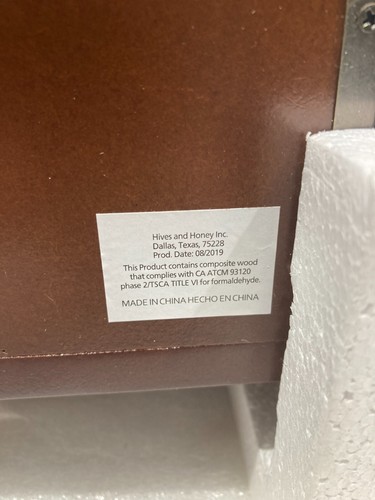 Hives and Honey Inc.
Dallas, Texas, 75228
Prod. Date: 08/2019
This Product contains composite wood
that complies with CA ATCM 93120
phase 2/TSCA TITLE VI for formaldehyde.
MADE IN CHINA HECHO EN CHINA